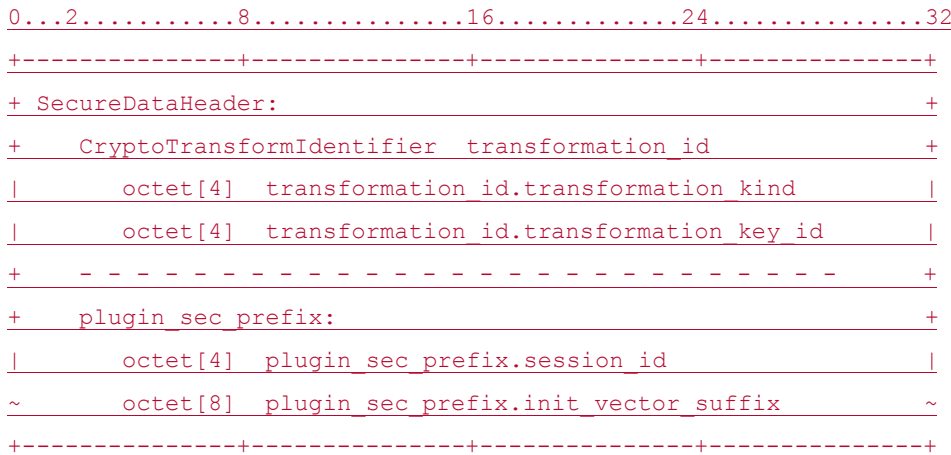 0...2...........8...............16.............24...............32
+---------------+---------------+---------------+---------------+
+ SecureDataHeader:                                             +
+    CryptoTransformIdentifier  transformation_id               +
|       octet[4]  transformation_id.transformation_kind         |
|       octet[4]  transformation_id.transformation_key_id       |
+    - - - - - - - - - - - - - - - - - - - - - - - - - - -      +
+    plugin_sec_prefix:                                         +
|       octet[4]  plugin_sec_prefix.session_id                  |
~       octet[8]  plugin_sec_prefix.init_vector_suffix          ~
+---------------+---------------+---------------+---------------+